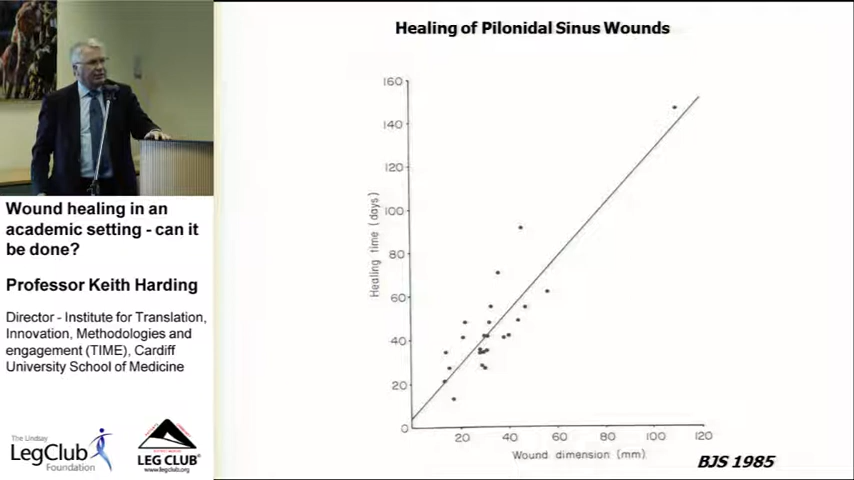 Healing of Pilonidal Sinus Wounds
160
140
120
100
80
60
40
20
0
20 40 60 80 100 120
Healing time (days)
Wound dimension (mm)
BJS 1985
Wound healing in an
academic setting - can it
be done?
Professor Keith Harding
Director - Institute for Translation,
Innovation, Methodologies and
engagement (TIME), Cardiff
University School of Medicine
The Lindsay
LegClub
Foundation
LEG CLUB®
www.legclub.org